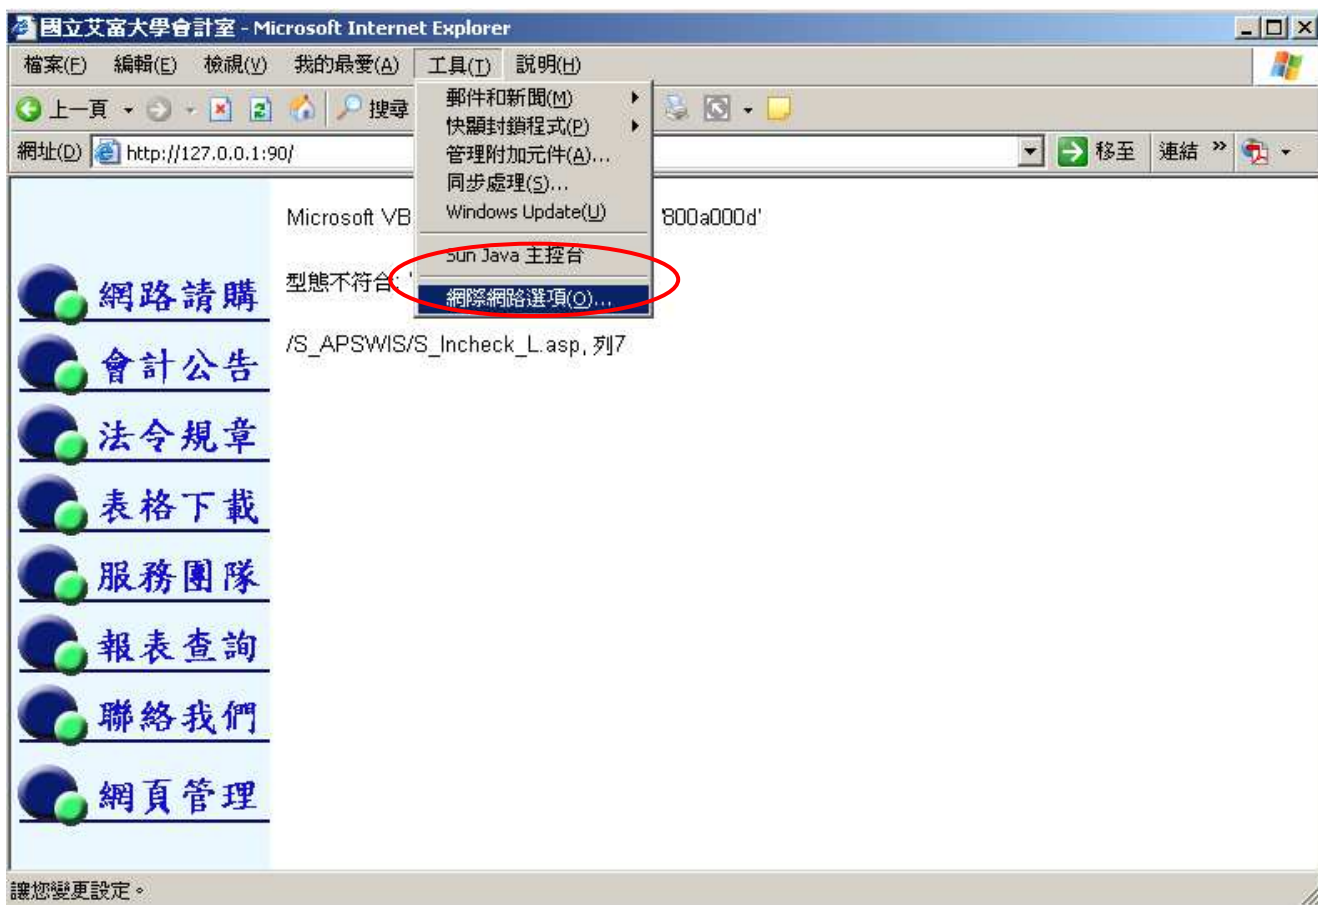 國立艾富大學會計室 - Microsoft Internet Explorer
檔案(F) 編輯(E) 檢視(V) 我的最愛(A) 工具(T) 說明(H)
上一頁 搜尋
網址(D) http://127.0.0.1:90/ 移至 連結 »
郵件和新聞(M)
快顯封鎖程式(P)
管理附加元件(A)...
同步處理(S)...
Windows Update(U)
Sun Java 主控台
網際網路選項(O)...
Microsoft VB '800a000d'
型態不符合: '
/S_APSWIS/S_Incheck_L.asp, 列7
網路請購
會計公告
法令規章
表格下載
服務團隊
報表查詢
聯絡我們
網頁管理
讓您變更設定。